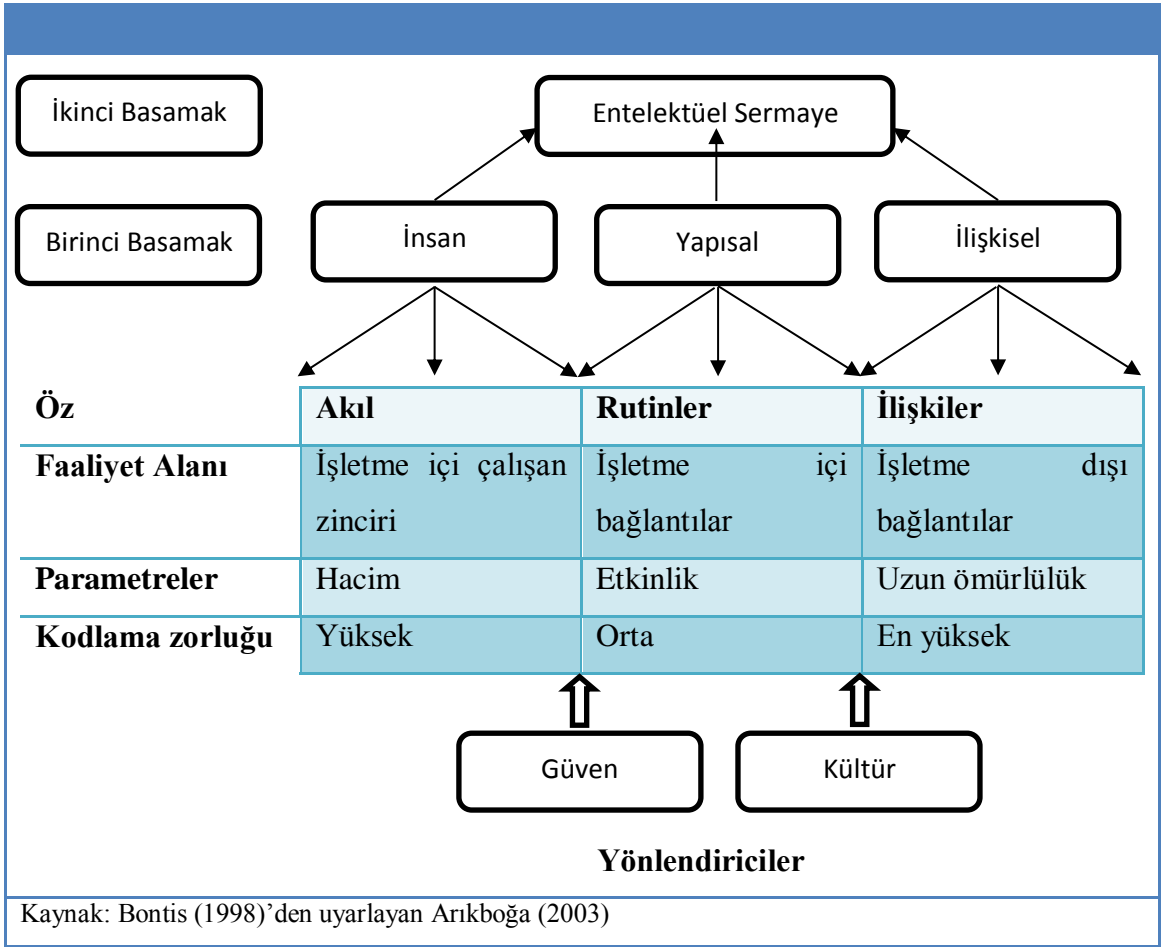 İkinci Basamak
Entelektüel Sermaye
Birinci Basamak
İnsan
Yapısal
İlişkisel
Öz
Akıl
Rutinler
İlişkiler
Faaliyet Alanı
İşletme içi çalışan
zinciri
İşletme içi
bağlantılar
İşletme dışı
bağlantılar
Parametreler
Hacim
Etkinlik
Uzun ömürlülük
Kodlama zorluğu
Yüksek
Orta
En yüksek
Güven
Kültür
Yönlendiriciler
Kaynak: Bontis (1998)’den uyarlayan Arıkboğa (2003)